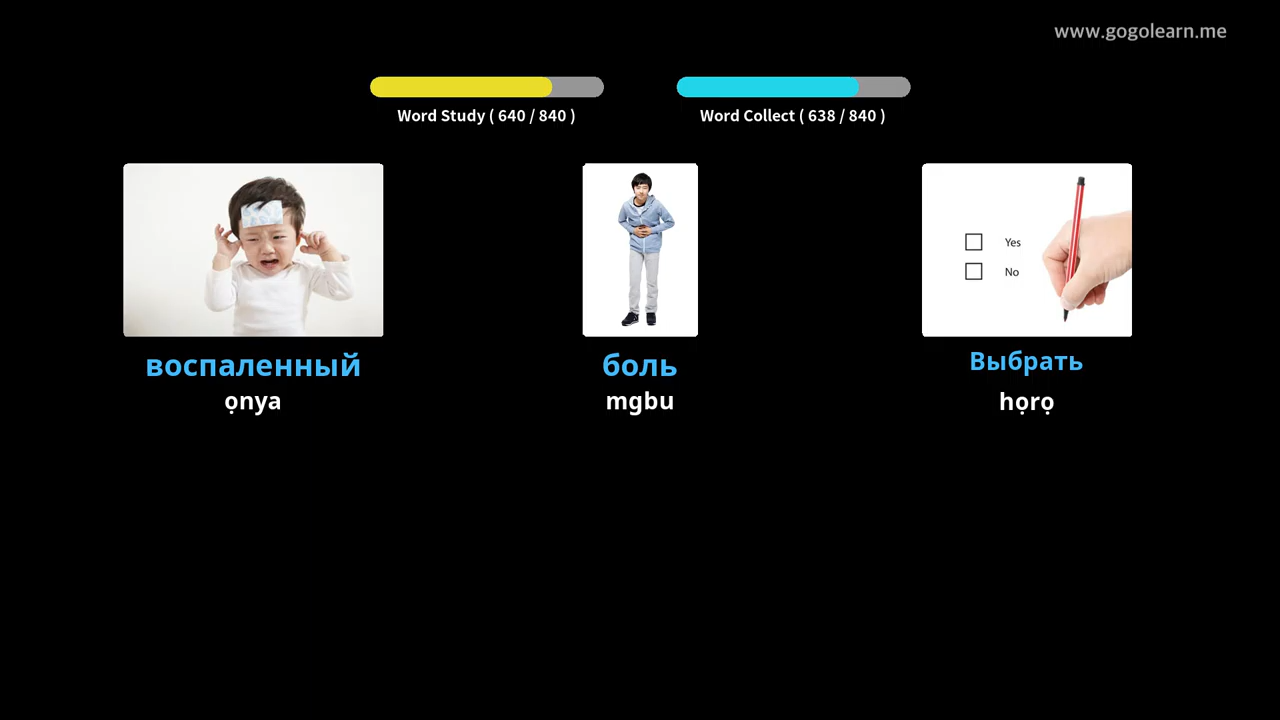 www.gogolearn.me
Word Study ( 640 / 840 )
Word Collect ( 638 / 840 )
Yes
No
воспаленный
боль
Выбрать
ọnya
mgbu
họrọ